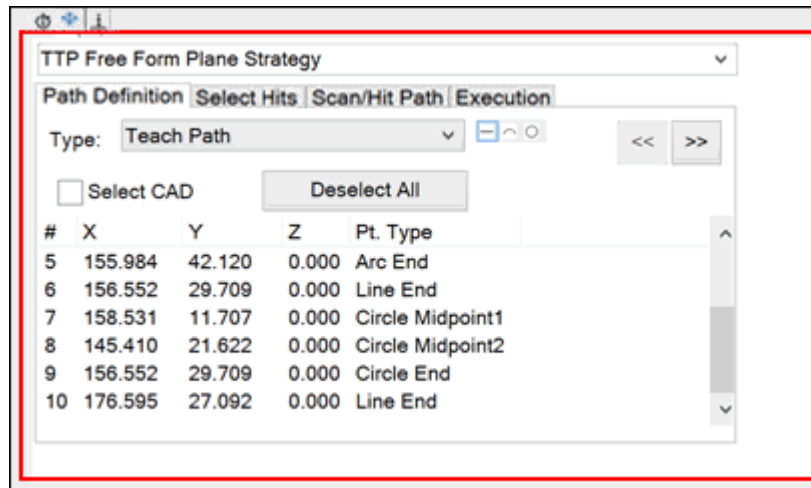 TTP Free Form Plane Strategy
Path Definition Select Hits Scan/Hit Path Execution
Type: Teach Path << >>
Select CAD Deselect All
# X Y Z Pt. Type
5 155.984 42.120 0.000 Arc End
6 156.552 29.709 0.000 Line End
7 158.531 11.707 0.000 Circle Midpoint1
8 145.410 21.622 0.000 Circle Midpoint2
9 156.552 29.709 0.000 Circle End
10 176.595 27.092 0.000 Line End